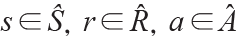 s ∈ Ŝ, r ∈ R̂, a ∈ Â